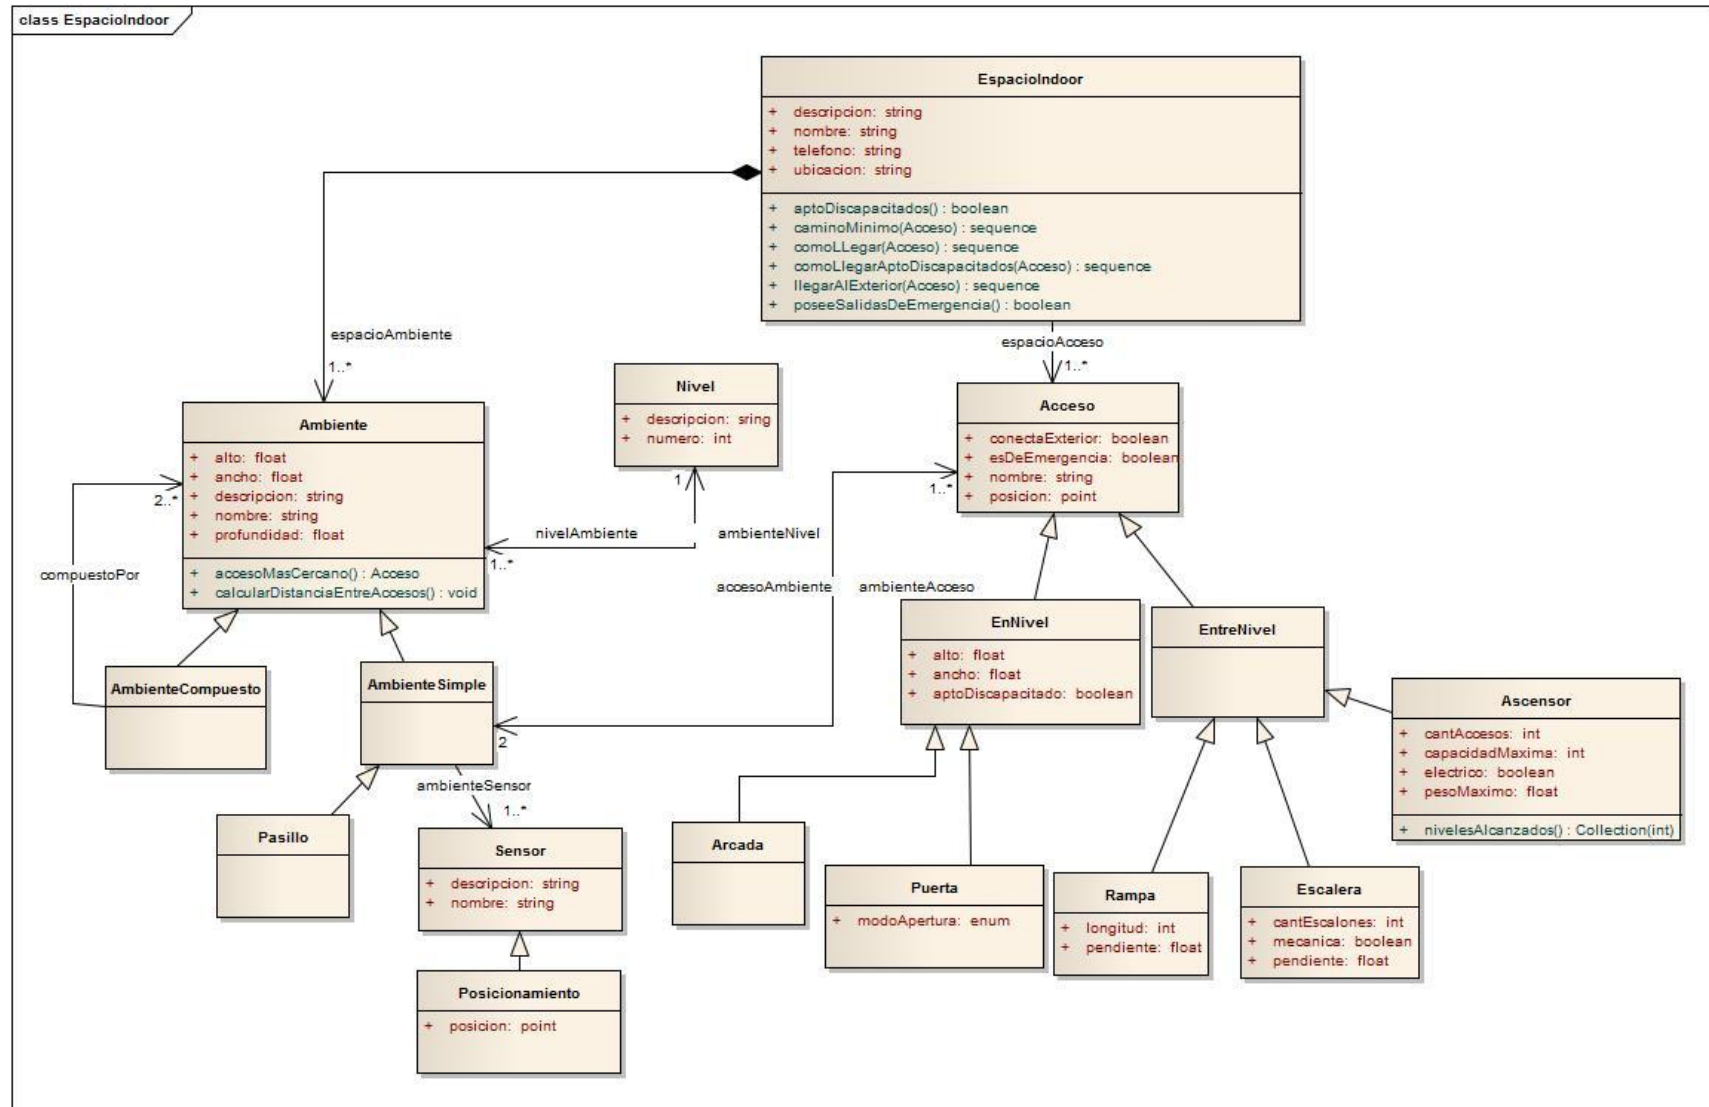 class EspacioIndoor
EspacioIndoor
+ descripcion: string
+ nombre: string
+ telefono: string
+ ubicacion: string
+ aptoDiscapacitados() : boolean
+ caminoMinimo(Acceso) : sequence
+ comoLLegar(Acceso) : sequence
+ comoLlegarAptoDiscapacitados(Acceso) : sequence
+ llegarAlExterior(Acceso) : sequence
+ poseeSalidasDeEmergencia() : boolean
espacioAmbiente
1..*
espacioAcceso
1..*
Nivel
+ descripcion: sring
+ numero: int
1
Ambiente
+ alto: float
+ ancho: float
+ descripcion: string
+ nombre: string
+ profundidad: float
+ accesoMasCercano() : Acceso
+ calcularDistanciaEntreAccesos() : void
2..*
compuestoPor
1..*
nivelAmbiente
ambienteNivel
Acceso
+ conectaExterior: boolean
+ esDeEmergencia: boolean
+ nombre: string
+ posicion: point
1..*
accesoAmbiente
ambienteAcceso
2
AmbienteCompuesto
AmbienteSimple
EnNivel
+ alto: float
+ ancho: float
+ aptoDiscapacitado: boolean
EntreNivel
Ascensor
+ cantAccesos: int
+ capacidadMaxima: int
+ electrico: boolean
+ pesoMaximo: float
+ nivelesAlcanzados() : Collection(int)
ambienteSensor
1..*
Pasillo
Sensor
+ descripcion: string
+ nombre: string
Arcada
Puerta
+ modoApertura: enum
Rampa
+ longitud: int
+ pendiente: float
Escalera
+ cantEscalones: int
+ mecanica: boolean
+ pendiente: float
Posicionamiento
+ posicion: point